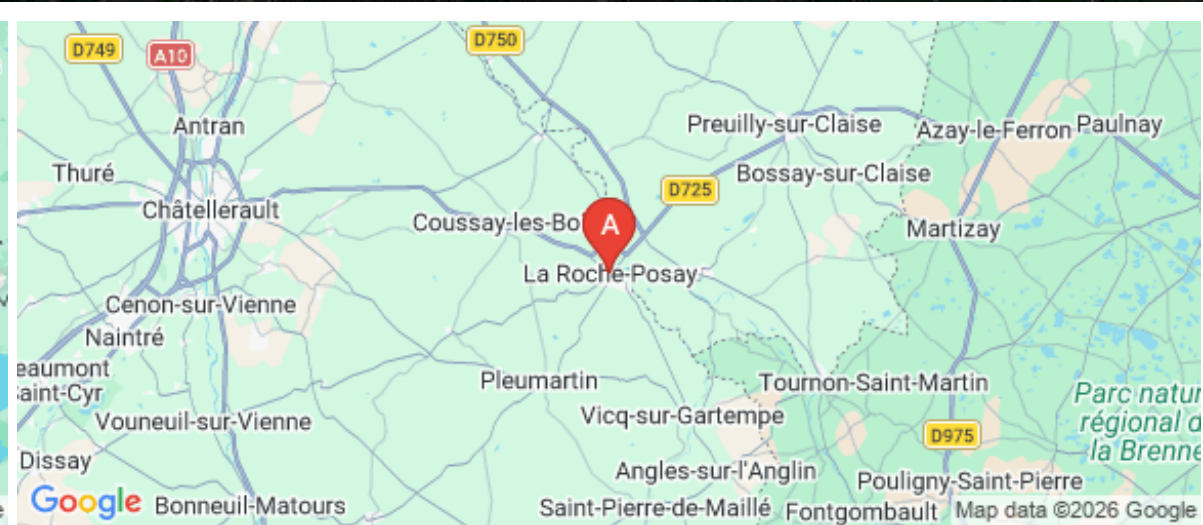 D749
A10
D750
Antran
Preuilly-sur-Claise
Azay-le-Ferron
Paulnay
Thuré
Bossay-sur-Claise
D725
Châtellerault
Coussay-les-Bo
A
Martizay
La Roche-Posay
Cenon-sur-Vienne
Naintré
eaumont
Saint-Cyr
Pleumartin
Tournon-Saint-Martin
Parc natur
régional d
la Brenne
Vouneuil-sur-Vienne
Vicq-sur-Gartempe
D975
Dissay
Angles-sur-l'Anglin
Pouligny-Saint-Pierre
Google
Bonneuil-Matours
Saint-Pierre-de-Maillé
Fontgombault
Map data ©2026 Google